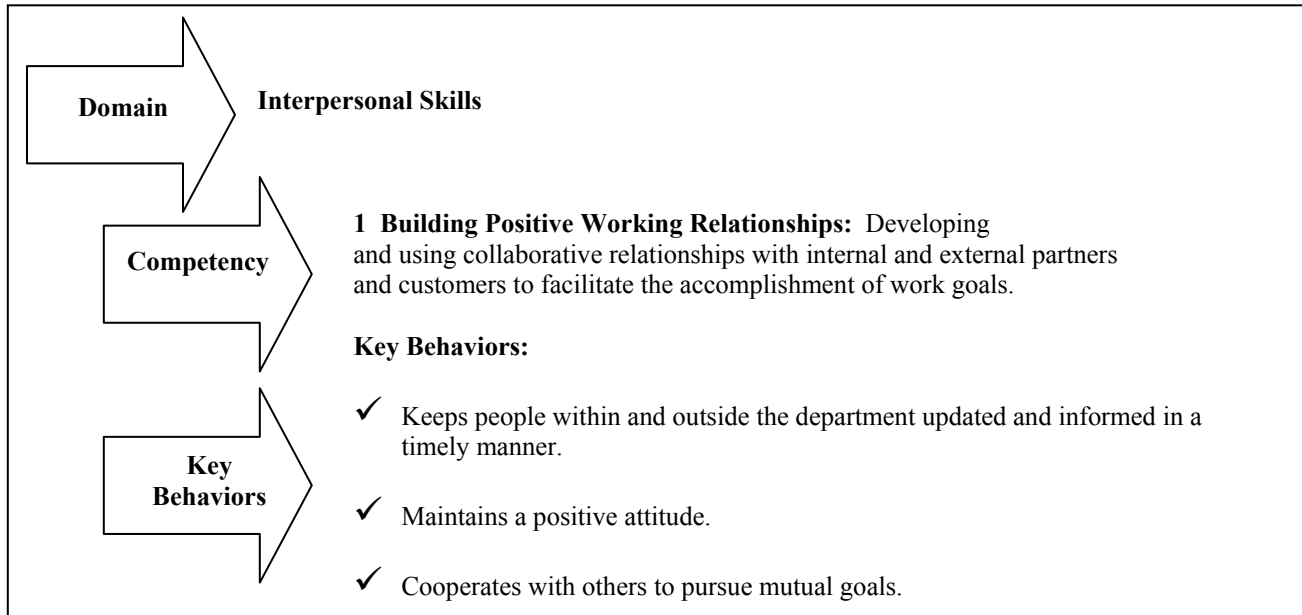 Domain
Interpersonal Skills
Competency
1 Building Positive Working Relationships: Developing
and using collaborative relationships with internal and external partners
and customers to facilitate the accomplishment of work goals.
Key Behaviors:
Key
Behaviors
✓ Keeps people within and outside the department updated and informed in a
timely manner.
✓ Maintains a positive attitude.
✓ Cooperates with others to pursue mutual goals.